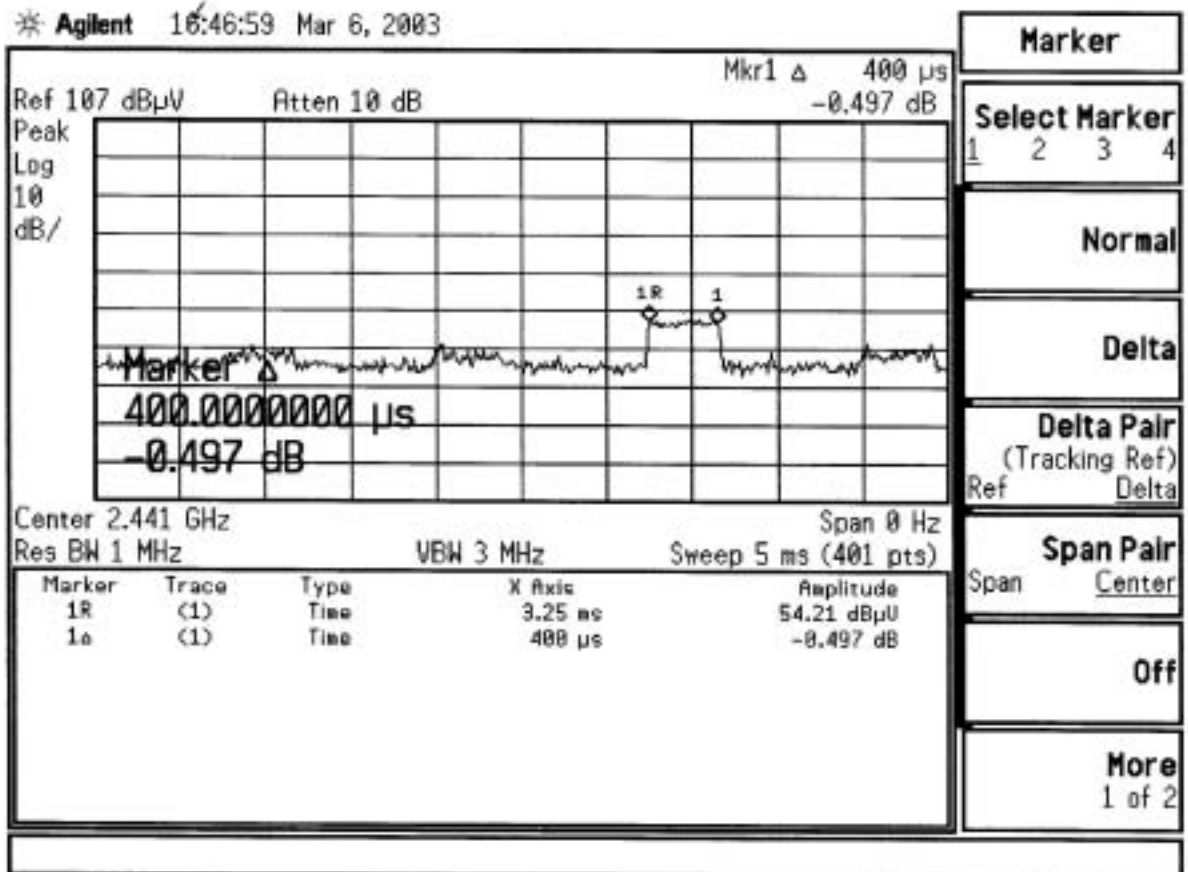 Agilent 16:46:59 Mar 6, 2003
Mkr1 Δ 400 µs
Ref 107 dBµV Atten 10 dB -0.497 dB
Peak
Log
10
dB/
1R 1
Marker Δ
400.0000000 µs
-0.497 dB
Center 2.441 GHz Span 0 Hz
Res BW 1 MHz VBW 3 MHz Sweep 5 ms (401 pts)
Marker Trace Type X Axis Amplitude
1R (1) Time 3.25 ms 54.21 dBµV
1Δ (1) Time 400 µs -0.497 dB
Marker
Select Marker
1 2 3 4
Normal
Delta
Delta Pair
(Tracking Ref)
Ref Delta
Span Pair
Span Center
Off
More
1 of 2